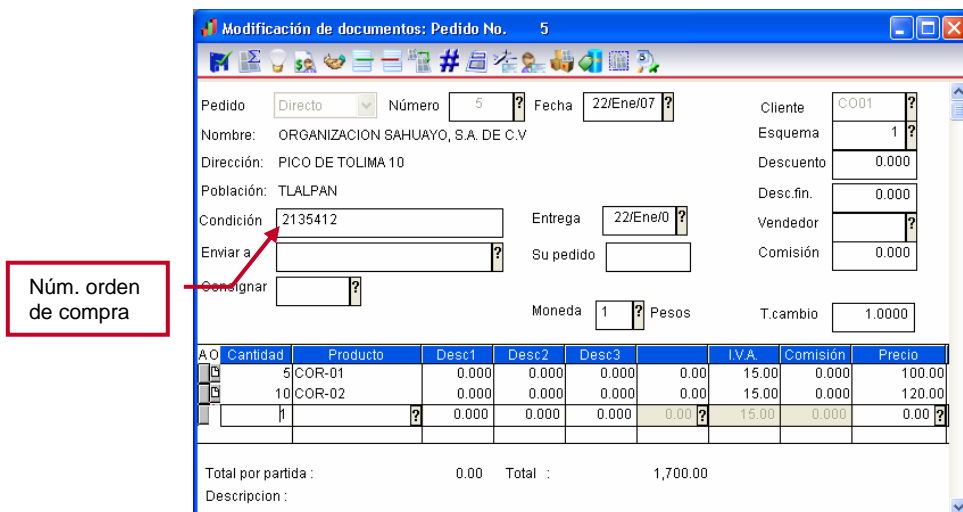 Modificación de documentos: Pedido No. 5
Pedido Directo Número 5 ? Fecha 22/Ene/07 ? Cliente CO01 ?
Nombre: ORGANIZACION SAHUAYO, S.A. DE C.V Esquema 1 ?
Dirección: PICO DE TOLIMA 10 Descuento 0.000
Población: TLALPAN Desc.fin. 0.000
Condición 2135412 Entrega 22/Ene/0 ? Vendedor ?
Enviar a ? Su pedido Comisión 0.000
Consignar ?
Núm. orden
de compra
Moneda 1 ? Pesos T.cambio 1.0000
A O Cantidad Producto Desc1 Desc2 Desc3 I.V.A. Comisión Precio
5 COR-01 0.000 0.000 0.000 0.00 15.00 0.000 100.00
10 COR-02 0.000 0.000 0.000 0.00 15.00 0.000 120.00
1 ? 0.000 0.000 0.000 0.00 ? 15.00 0.000 0.00 ?
Total por partida : 0.00 Total : 1,700.00
Descripcion :